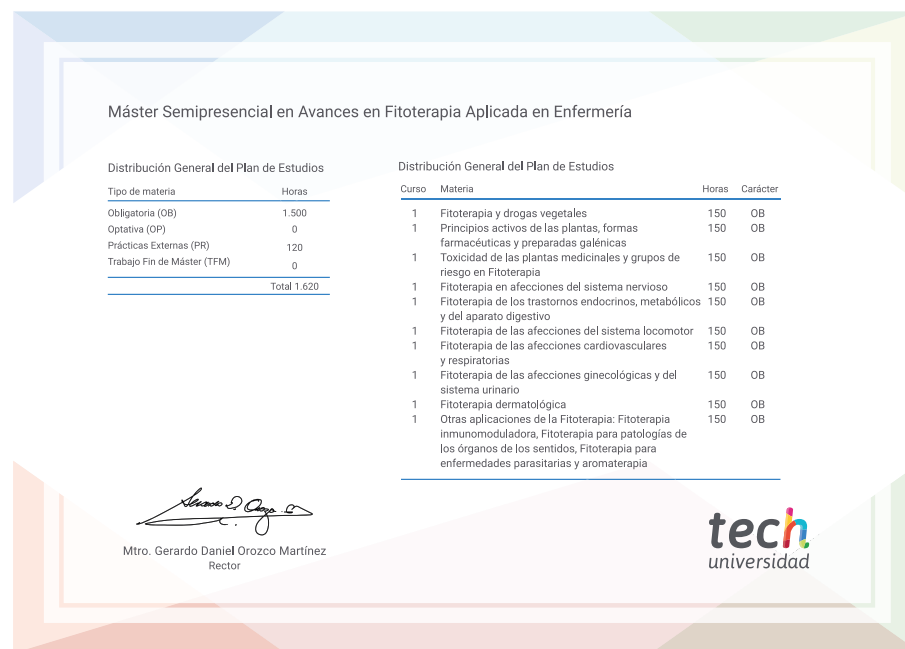 Máster Semipresencial en Avances en Fitoterapia Aplicada en Enfermería
Distribución General del Plan de Estudios
Tipo de materia Horas
Obligatoria (OB) 1.500
Optativa (OP) 0
Prácticas Externas (PR) 120
Trabajo Fin de Máster (TFM) 0
Total 1.620
Distribución General del Plan de Estudios
Curso Materia Horas Carácter
1 Fitoterapia y drogas vegetales 150 OB
1 Principios activos de las plantas, formas 150 OB
farmacéuticas y preparadas galénicas
1 Toxicidad de las plantas medicinales y grupos de 150 OB
riesgo en Fitoterapia
1 Fitoterapia en afecciones del sistema nervioso 150 OB
1 Fitoterapia de los trastornos endocrinos, metabólicos 150 OB
y del aparato digestivo
1 Fitoterapia de las afecciones del sistema locomotor 150 OB
1 Fitoterapia de las afecciones cardiovasculares 150 OB
y respiratorias
1 Fitoterapia de las afecciones ginecológicas y del 150 OB
sistema urinario
1 Fitoterapia dermatológica 150 OB
1 Otras aplicaciones de la Fitoterapia: Fitoterapia 150 OB
inmunomoduladora, Fitoterapia para patologías de
los órganos de los sentidos, Fitoterapia para
enfermedades parasitarias y aromaterapia
Mtro. Gerardo Daniel Orozco Martínez
Rector
tech
universidad